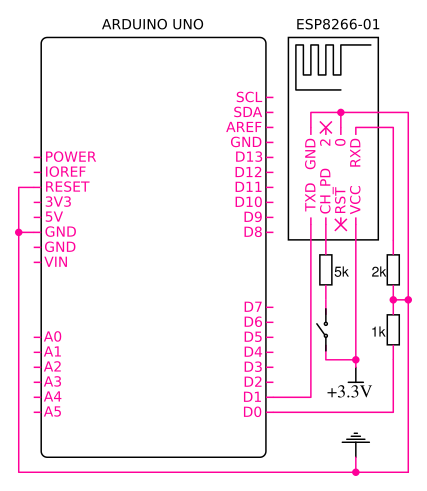 ARDUINO UNO
ESP8266-01
SCL
SDA
AREF
GND
D13
D12
D11
D10
D9
D8
POWER
IOREF
RESET
3V3
5V
GND
GND
VIN
D7
D6
D5
D4
D3
D2
D1
D0
A0
A1
A2
A3
A4
A5
GND
2
0
RXD
TXD
CH_PD
RST
VCC
5k
2k
1k
+3.3V